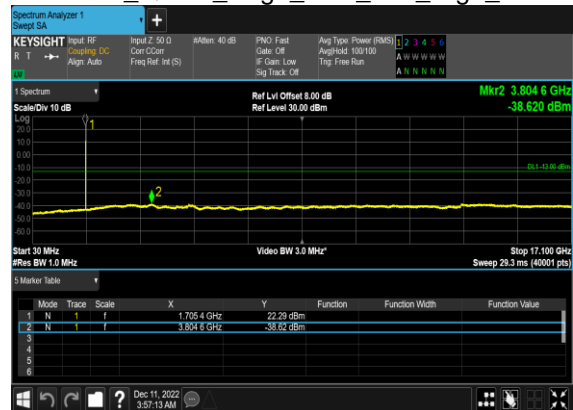 Spectrum Analyzer 1
Swept SA
+
KEYSIGHT Input: RF Input Z: 50 Ω #Atten: 40 dB PNO: Fast Avg Type: Power (RMS) 1 2 3 4 5 6
R T Coupling: DC Corr CCorr Gate: Off Avg|Hold: 100/100 A W W W W W
Align: Auto Freq Ref: Int (S) IF Gain: Low Trig: Free Run
LXI Sig Track: Off A N N N N N
1 Spectrum Ref Lvl Offset 8.00 dB Mkr2 3.804 6 GHz
Scale/Div 10 dB Ref Level 30.00 dBm -38.620 dBm
Log
1
20.0
10.0
0.00
-10.0
DL1 -13.00 dBm
-20.0
-30.0
2
-40.0
-50.0
-60.0
Start 30 MHz Video BW 3.0 MHz* Stop 17.100 GHz
#Res BW 1.0 MHz Sweep 29.3 ms (40001 pts)
5 Marker Table
Mode Trace Scale X Y Function Function Width Function Value
1 N 1 f 1.705 4 GHz 22.29 dBm
2 N 1 f 3.804 6 GHz -38.62 dBm
3
4
5
6
? Dec 11, 2022
3:57:13 AM